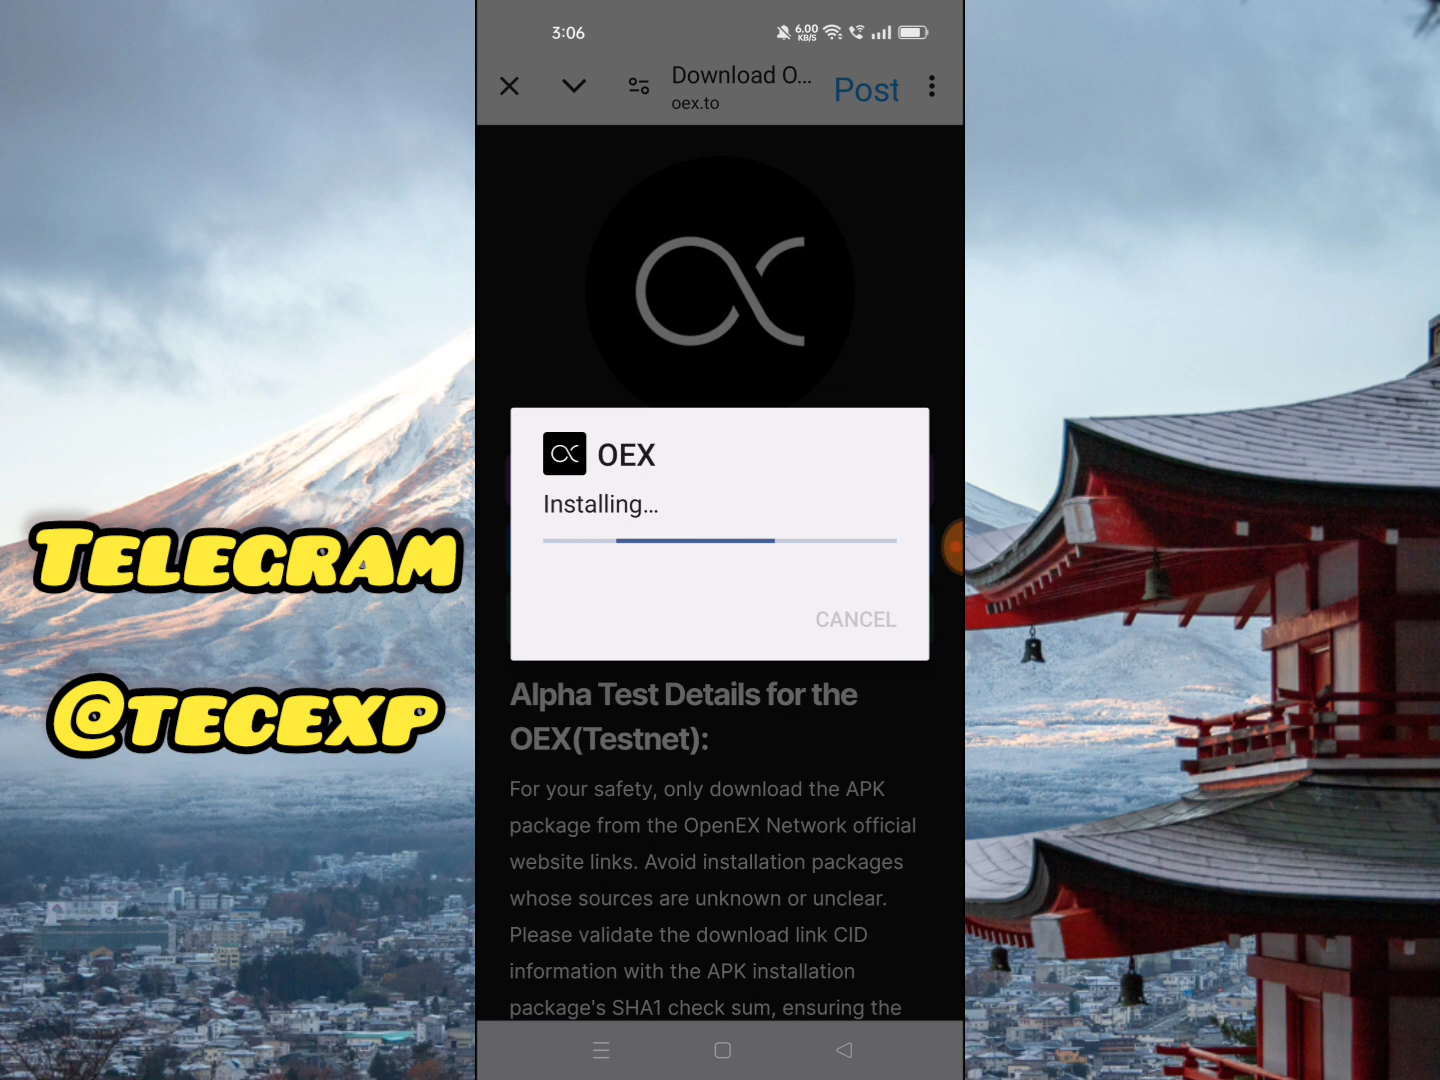 3:06
6.00
KB/S
Download O...
oex.to
Post
OEX
Installing...
CANCEL
Alpha Test Details for the
OEX(Testnet):
For your safety, only download the APK
package from the OpenEX Network official
website links. Avoid installation packages
whose sources are unknown or unclear.
Please validate the download link CID
information with the APK installation
package's SHA1 check sum, ensuring the
TELEGRAM
@TECEXP